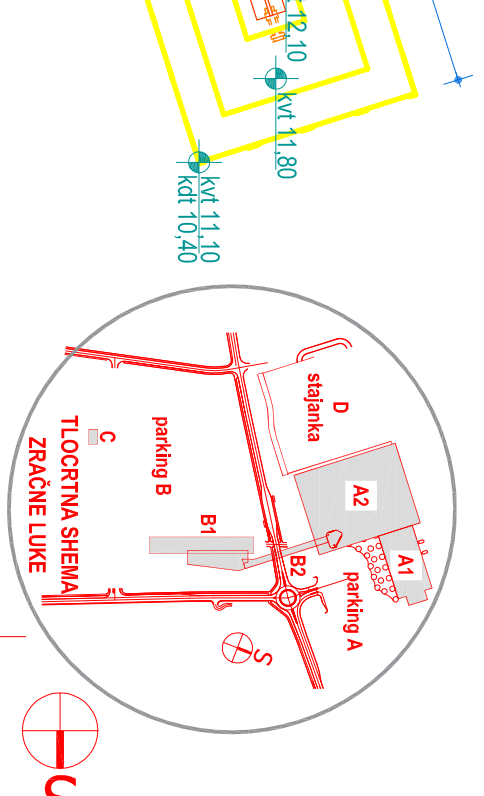 12,10
kvt 11,80
kvt 11,10
kdt 10,40
D
stajanka
A2
A1
parking A
B2
B1
parking B
C
TLOCRTNA SHEMA
ZRAČNE LUKE
S